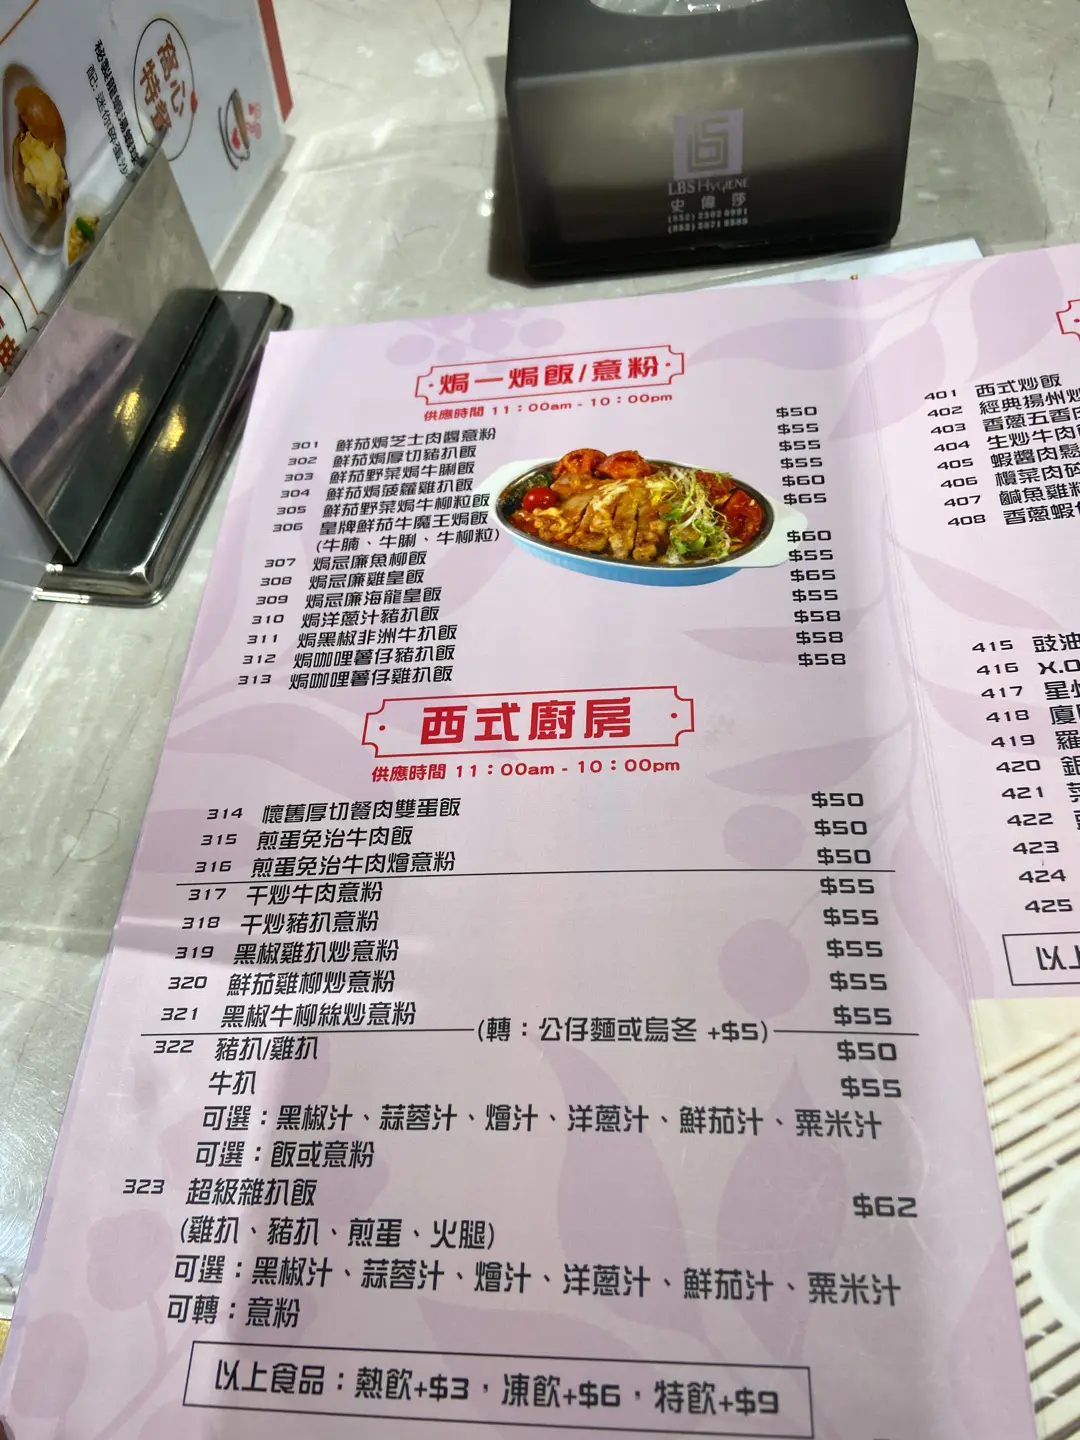 LBS HYGIENE
史偉莎
(852) 2302 0901
焗一焗飯/意粉
供應時間 11:00am - 10:00pm
301 鮮茄焗芝士肉醬意粉 $50
302 鮮茄焗厚切豬扒飯 $55
303 鮮茄野菜焗牛脷飯 $55
304 鮮茄焗菠蘿雞扒飯 $55
305 鮮茄野菜焗牛柳粒飯 $60
306 皇牌鮮茄牛魔王焗飯 $65
(牛腩、牛脷、牛柳粒)
307 焗忌廉魚柳飯 $60
308 焗忌廉雞皇飯 $55
309 焗忌廉海龍皇飯 $65
310 焗洋蔥汁豬扒飯 $55
311 焗黑椒非洲牛扒飯 $58
312 焗咖喱薯仔豬扒飯 $58
313 焗咖喱薯仔雞扒飯 $58
西式廚房
供應時間 11:00am - 10:00pm
314 懷舊厚切餐肉雙蛋飯 $50
315 煎蛋免治牛肉飯 $50
316 煎蛋免治牛肉燴意粉 $50
317 干炒牛肉意粉 $55
318 干炒豬扒意粉 $55
319 黑椒雞扒炒意粉 $55
320 鮮茄雞柳炒意粉 $55
321 黑椒牛柳絲炒意粉 $55
(轉:公仔麵或烏冬 +$5)
322 豬扒/雞扒 $50
牛扒 $55
可選:黑椒汁、蒜蓉汁、燴汁、洋蔥汁、鮮茄汁、粟米汁
可選:飯或意粉
323 超級雜扒飯 $62
(雞扒、豬扒、煎蛋、火腿)
可選:黑椒汁、蒜蓉汁、燴汁、洋蔥汁、鮮茄汁、粟米汁
可轉:意粉
以上食品:熱飲+$3,凍飲+$6,特飲+$9
401 西式炒飯
402 經典揚州炒
403 香蔥五香肉
404 生炒牛肉
405 蝦醬肉鬆
406 欖菜肉碎
407 鹹魚雞粒
408 香蔥蝦
415 豉油
416 X.O
417 星州
418 廈
419 羅
420 銀
421 菜
422
423
424
425